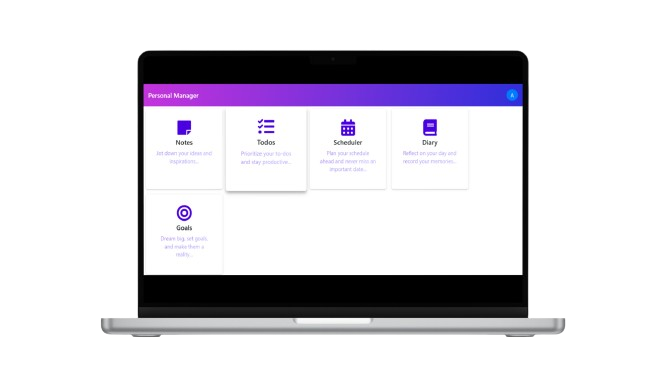 Personal Manager
A
Notes
Jot down your ideas and
inspirations...
Todos
Prioritize your to-dos
and stay productive...
Scheduler
Plan your schedule
ahead and never miss an
important date...
Diary
Reflect on your day and
record your memories...
Goals
Dream big, set goals,
and make them a
reality...